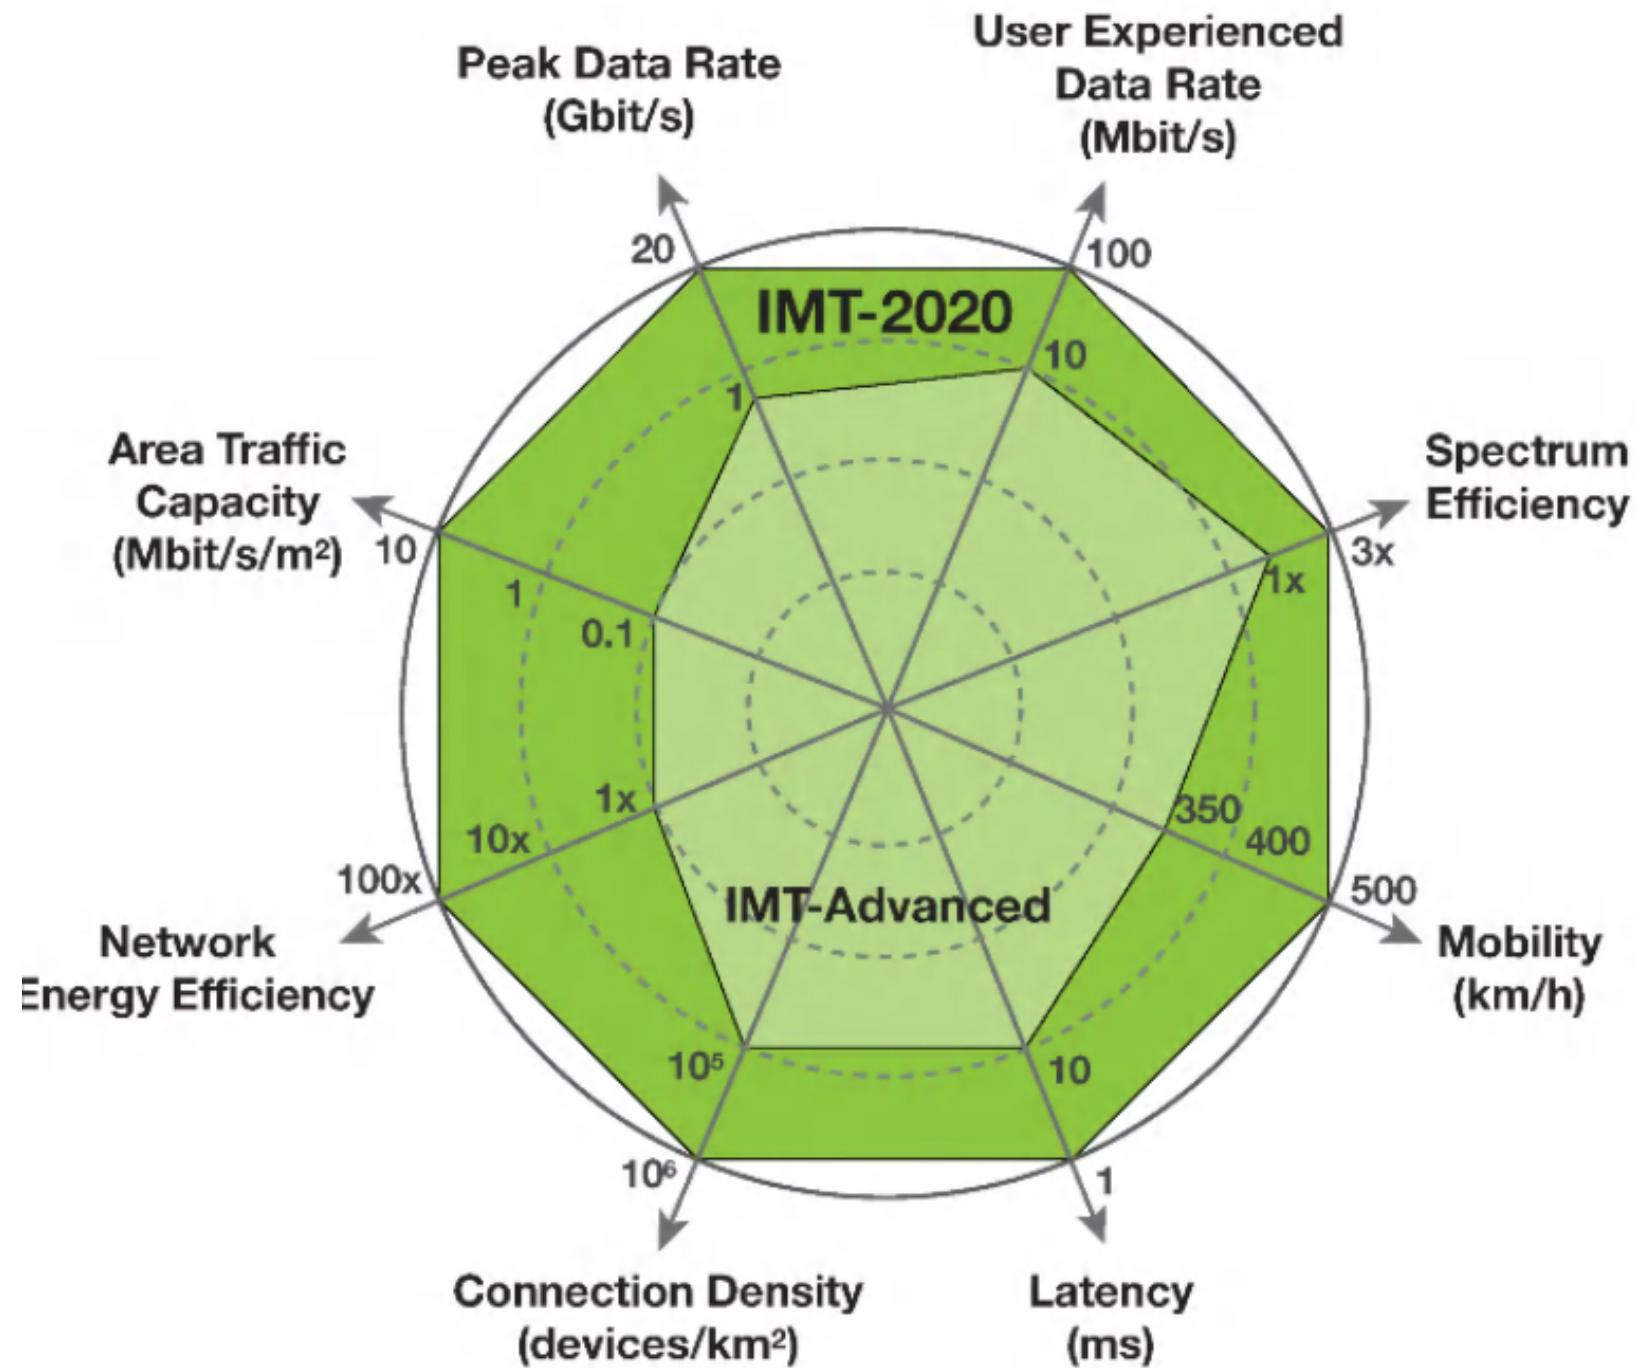 User Experienced
Data Rate
(Mbit/s)
Peak Data Rate
(Gbit/s)
20
100
IMT-2020
10
1
Area Traffic
Capacity
(Mbit/s/m²)
10
1
0.1
Spectrum
Efficiency
3x
1x
1x
10x
100x
350
400
500
Network
Energy Efficiency
IMT-Advanced
Mobility
(km/h)
10⁵
10
10⁶
1
Connection Density
(devices/km²)
Latency
(ms)